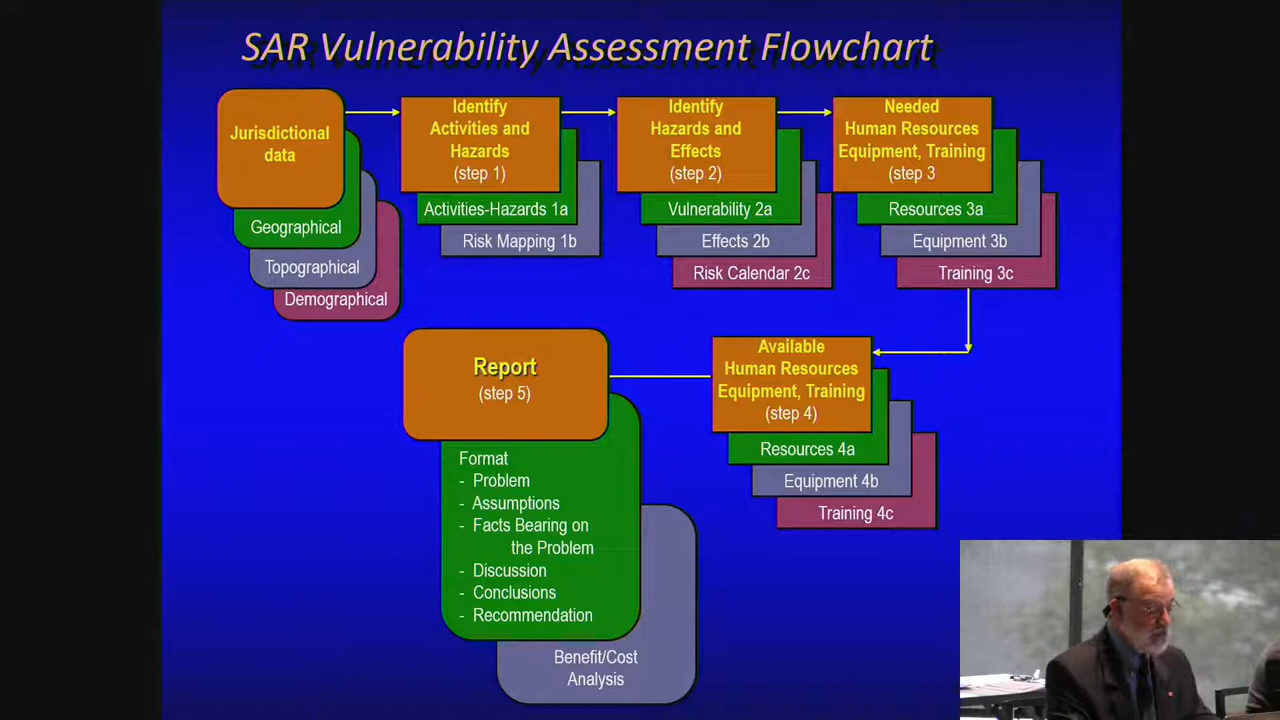 SAR Vulnerability Assessment Flowchart
Jurisdictional
data
Geographical
Topographical
Demographical
Identify
Activities and
Hazards
(step 1)
Activities-Hazards 1a
Risk Mapping 1b
Identify
Hazards and
Effects
(step 2)
Vulnerability 2a
Effects 2b
Risk Calendar 2c
Needed
Human Resources
Equipment, Training
(step 3
Resources 3a
Equipment 3b
Training 3c
Available
Human Resources
Equipment, Training
(step 4)
Resources 4a
Equipment 4b
Training 4c
Report
(step 5)
Format
- Problem
- Assumptions
- Facts Bearing on
the Problem
- Discussion
- Conclusions
- Recommendation
Benefit/Cost
Analysis